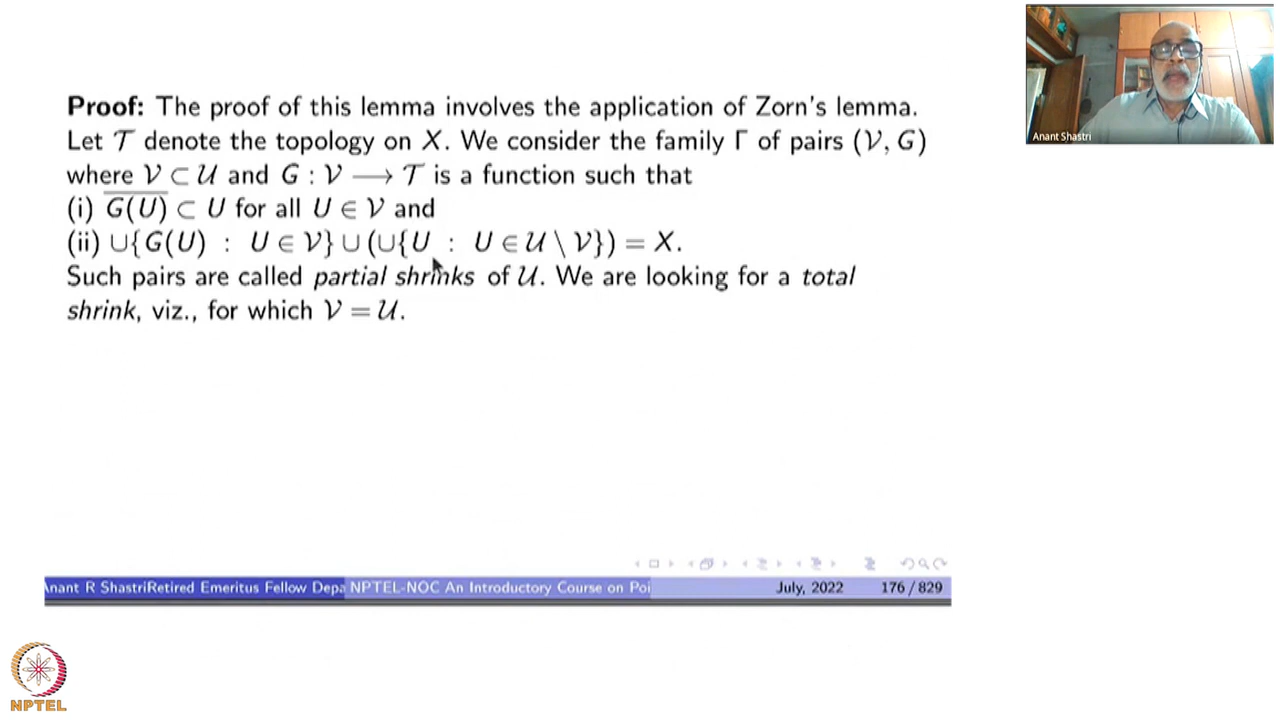 Proof: The proof of this lemma involves the application of Zorn's lemma.
Let 𝒯 denote the topology on X. We consider the family Γ of pairs (𝒱, G)
where 𝒱 ⊂ 𝒰 and G : 𝒱 ⟶ 𝒯 is a function such that
(i) \overline{G(U)} ⊂ U for all U ∈ 𝒱 and
(ii) ∪{G(U) : U ∈ 𝒱} ∪ (∪{U : U ∈ 𝒰 \ 𝒱}) = X.
Such pairs are called partial shrinks of 𝒰. We are looking for a total
shrink, viz., for which 𝒱 = 𝒰.
Anant Shastri
Anant R ShastriRetired Emeritus Fellow Depa NPTEL-NOC An Introductory Course on Poi July, 2022 176 / 829
NPTEL